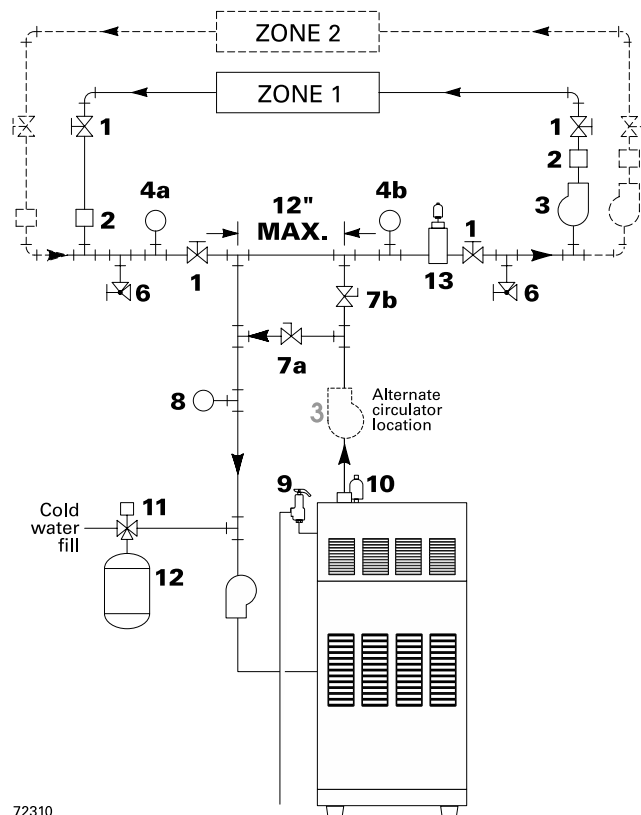 ZONE 2
ZONE 1
1
1
2
4a
12"
MAX.
4b
1
3
2
6
1
13
6
7b
7a
8
3
Alternate
circulator
location
9
10
11
Cold
water
fill
12
72310